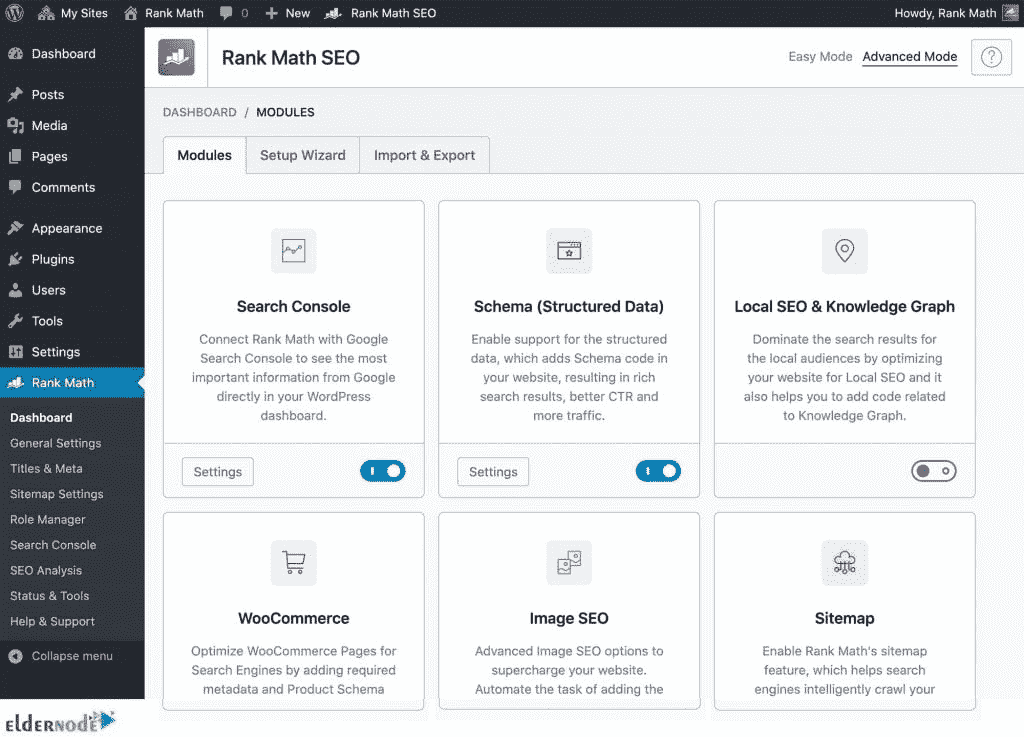 My Sites Rank Math 0 New Rank Math SEO Howdy, Rank Math
Dashboard
Posts
Media
Pages
Comments
Appearance
Plugins
Users
Tools
Settings
Rank Math
Dashboard
General Settings
Titles & Meta
Sitemap Settings
Role Manager
Search Console
SEO Analysis
Status & Tools
Help & Support
Collapse menu
Rank Math SEO
Easy Mode Advanced Mode ?
DASHBOARD / MODULES
Modules Setup Wizard Import & Export
Search Console
Connect Rank Math with Google
Search Console to see the most
important information from Google
directly in your WordPress
dashboard.
Settings
Schema (Structured Data)
Enable support for the structured
data, which adds Schema code in
your website, resulting in rich
search results, better CTR and
more traffic.
Settings
Local SEO & Knowledge Graph
Dominate the search results for
the local audiences by optimizing
your website for Local SEO and it
also helps you to add code related
to Knowledge Graph.
WooCommerce
Optimize WooCommerce Pages for
Search Engines by adding required
metadata and Product Schema
Image SEO
Advanced Image SEO options to
supercharge your website.
Automate the task of adding the
Sitemap
Enable Rank Math's sitemap
feature, which helps search
engines intelligently crawl your
ELDERNODE